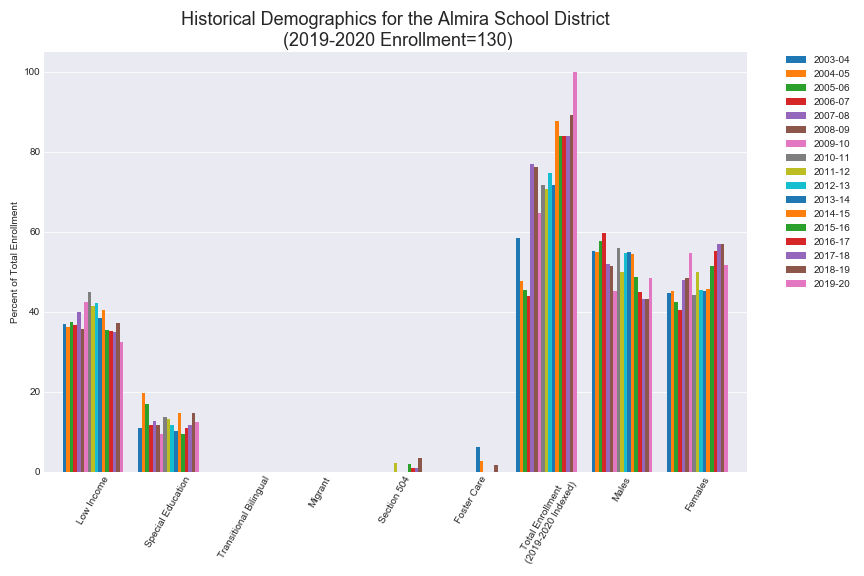 Historical Demographics for the Almira School District
(2019-2020 Enrollment=130)
Percent of Total Enrollment
100
80
60
40
20
0
Low Income
Special Education
Transitional Bilingual
Migrant
Section 504
Foster Care
Total Enrollment
(2019-2020 Indexed)
Males
Females
2003-04
2004-05
2005-06
2006-07
2007-08
2008-09
2009-10
2010-11
2011-12
2012-13
2013-14
2014-15
2015-16
2016-17
2017-18
2018-19
2019-20